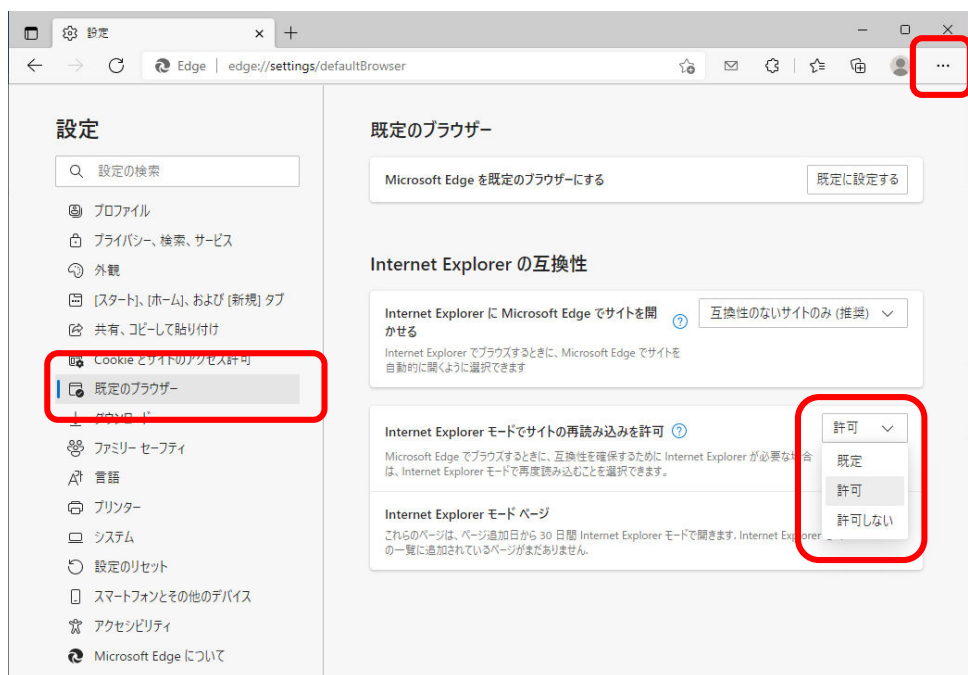 設定
Edge | edge://settings/defaultBrowser
設定
設定の検索
プロファイル
プライバシー、検索、サービス
外観
[スタート]、[ホーム]、および [新規] タブ
共有、コピーして貼り付け
Cookie とサイトのアクセス許可
既定のブラウザー
ダウンロード
ファミリー セーフティ
言語
プリンター
システム
設定のリセット
スマートフォンとその他のデバイス
アクセシビリティ
Microsoft Edge について
既定のブラウザー
Microsoft Edge を既定のブラウザーにする
既定に設定する
Internet Explorer の互換性
Internet Explorer に Microsoft Edge でサイトを開
かせる
互換性のないサイトのみ (推奨)
Internet Explorer でブラウズするときに、Microsoft Edge でサイトを
自動的に開くように選択できます
Internet Explorer モードでサイトの再読み込みを許可
許可
Microsoft Edge でブラウズするときに、互換性を確保するために Internet Explorer が必要な場合
は、Internet Explorer モードで再度読み込むことを選択できます。
既定
許可
許可しない
Internet Explorer モード ページ
これらのページは、ページ追加日から 30 日間 Internet Explorer モードで開きます. Internet Explorer
の一覧に追加されているページがまだありません.